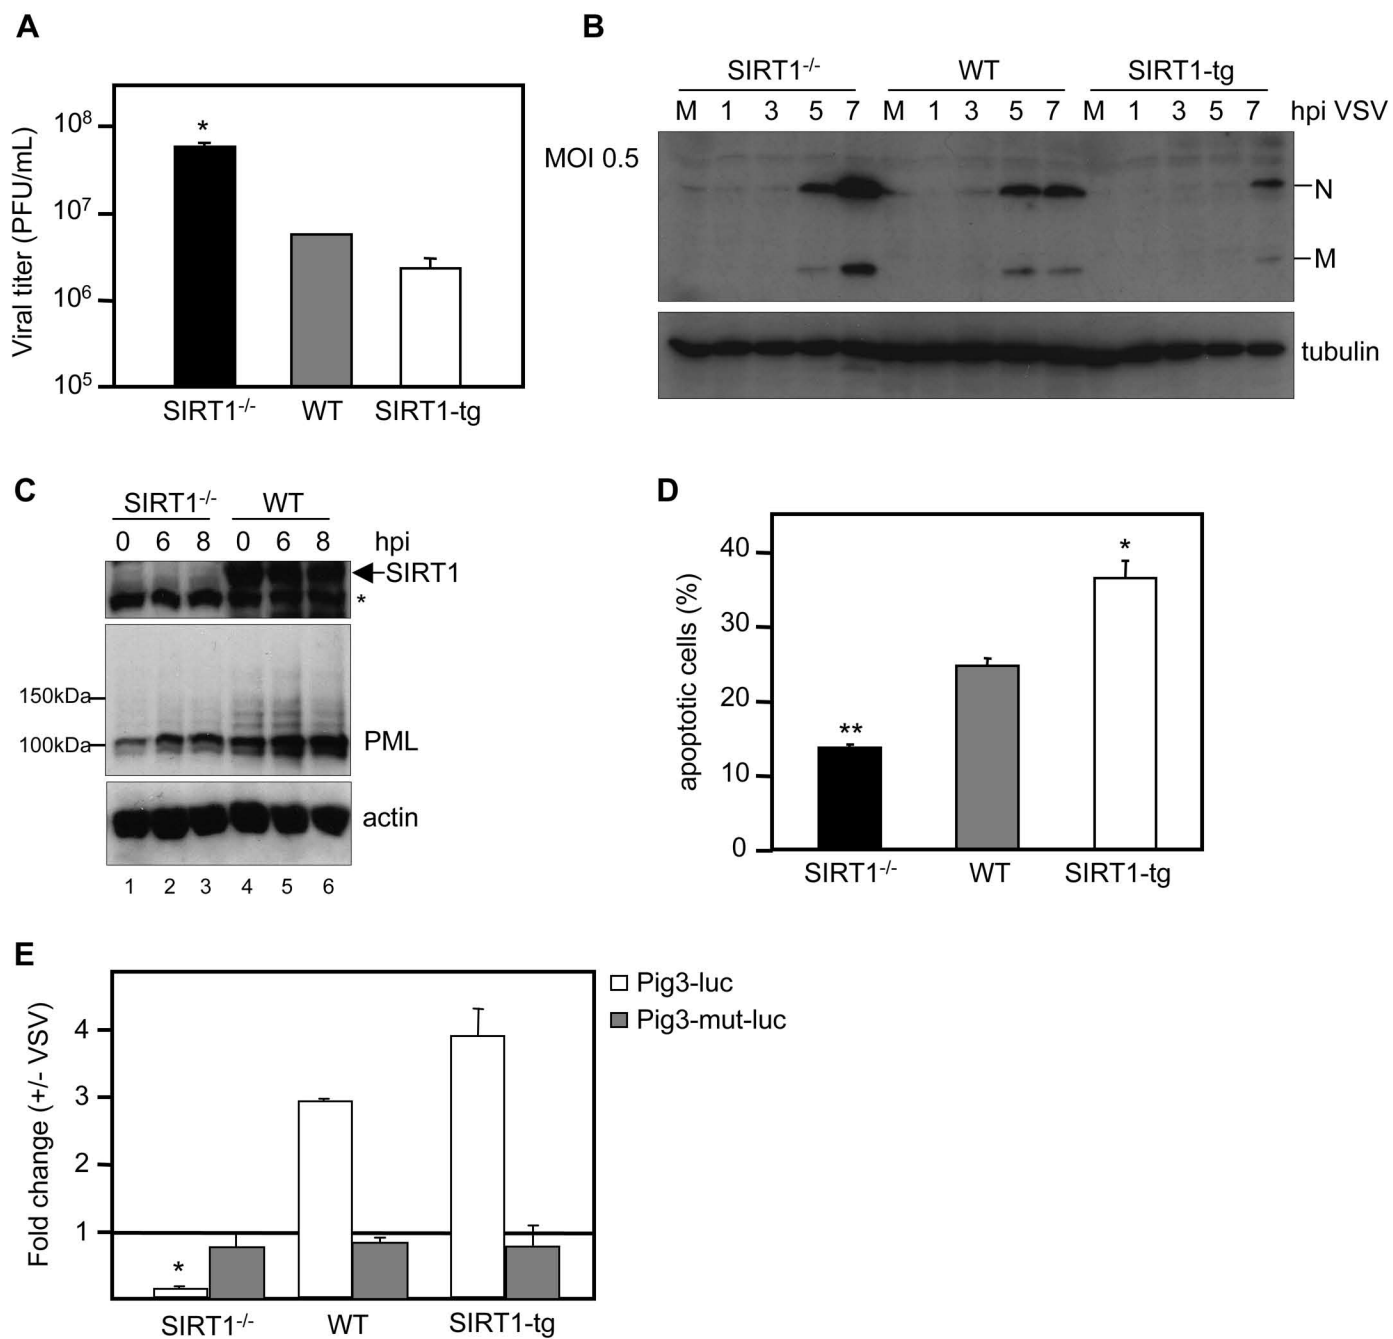 A
Viral titer (PFU/mL)
10⁸
10⁷
10⁶
10⁵
*
SIRT1-/- WT SIRT1-tg
B
SIRT1-/- WT SIRT1-tg
M 1 3 5 7 M 1 3 5 7 M 1 3 5 7 hpi VSV
MOI 0.5
N
M
tubulin
C
SIRT1-/- WT
0 6 8 0 6 8 hpi
SIRT1
*
150kDa
100kDa
PML
actin
1 2 3 4 5 6
D
apoptotic cells (%)
40
30
20
10
0
**
*
SIRT1-/- WT SIRT1-tg
E
Fold change (+/- VSV)
4
3
2
1
*
Pig3-luc
Pig3-mut-luc
SIRT1-/- WT SIRT1-tg